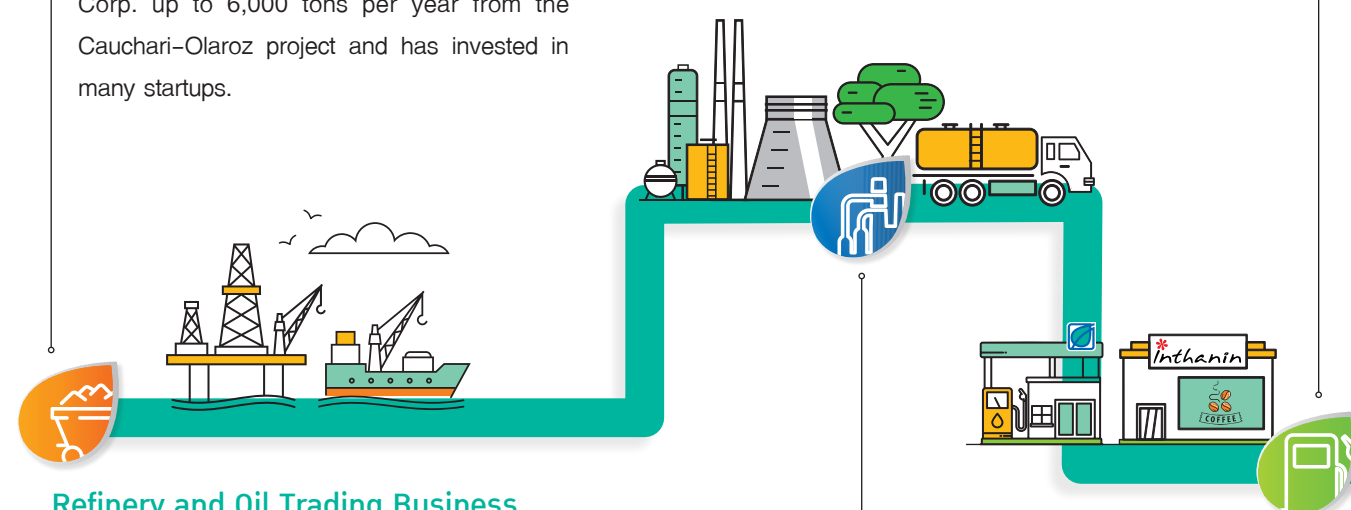 Corp. up to 6,000 tons per year from the
Cauchari–Olaroz project and has invested in
many startups.
inthanin
COFFEE
Refinery and Oil Trading Business